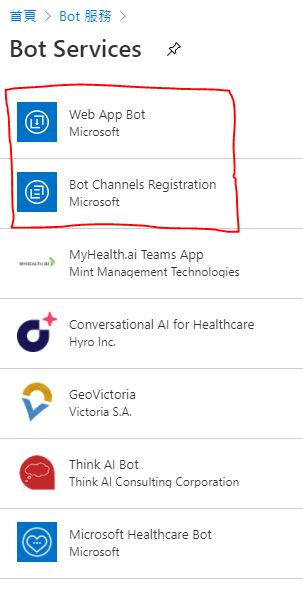 首頁 > Bot 服務 >
Bot Services
Web App Bot
Microsoft
Bot Channels Registration
Microsoft
MYHEALTH.ai
MyHealth.ai Teams App
Mint Management Technologies
Conversational AI for Healthcare
Hyro Inc.
GeoVictoria
Victoria S.A.
Think AI Bot
Think AI Consulting Corporation
Microsoft Healthcare Bot
Microsoft